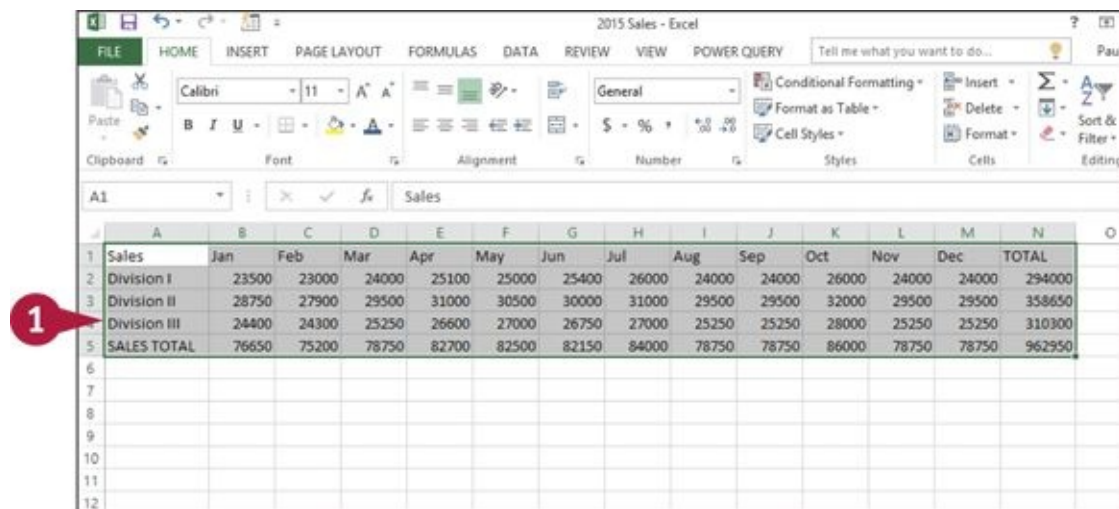 2015 Sales - Excel ?
FILE HOME INSERT PAGE LAYOUT FORMULAS DATA REVIEW VIEW POWER QUERY Tell me what you want to do... Pau
Paste
Calibri 11 A A
B I U A
General
$ % ,
Conditional Formatting
Format as Table
Cell Styles
Insert
Delete
Format
Σ
Sort &
Filter
Clipboard Font Alignment Number Styles Cells Editing
A1 fx Sales
A B C D E F G H I J K L M N O
1 Sales Jan Feb Mar Apr May Jun Jul Aug Sep Oct Nov Dec TOTAL
2 Division I 23500 23000 24000 25100 25000 25400 26000 24000 24000 26000 24000 24000 294000
3 Division II 28750 27900 29500 31000 30500 30000 31000 29500 29500 32000 29500 29500 358650
1
4 Division III 24400 24300 25250 26600 27000 26750 27000 25250 25250 28000 25250 25250 310300
5 SALES TOTAL 76650 75200 78750 82700 82500 82150 84000 78750 78750 86000 78750 78750 962950
6
7
8
9
10
11
12